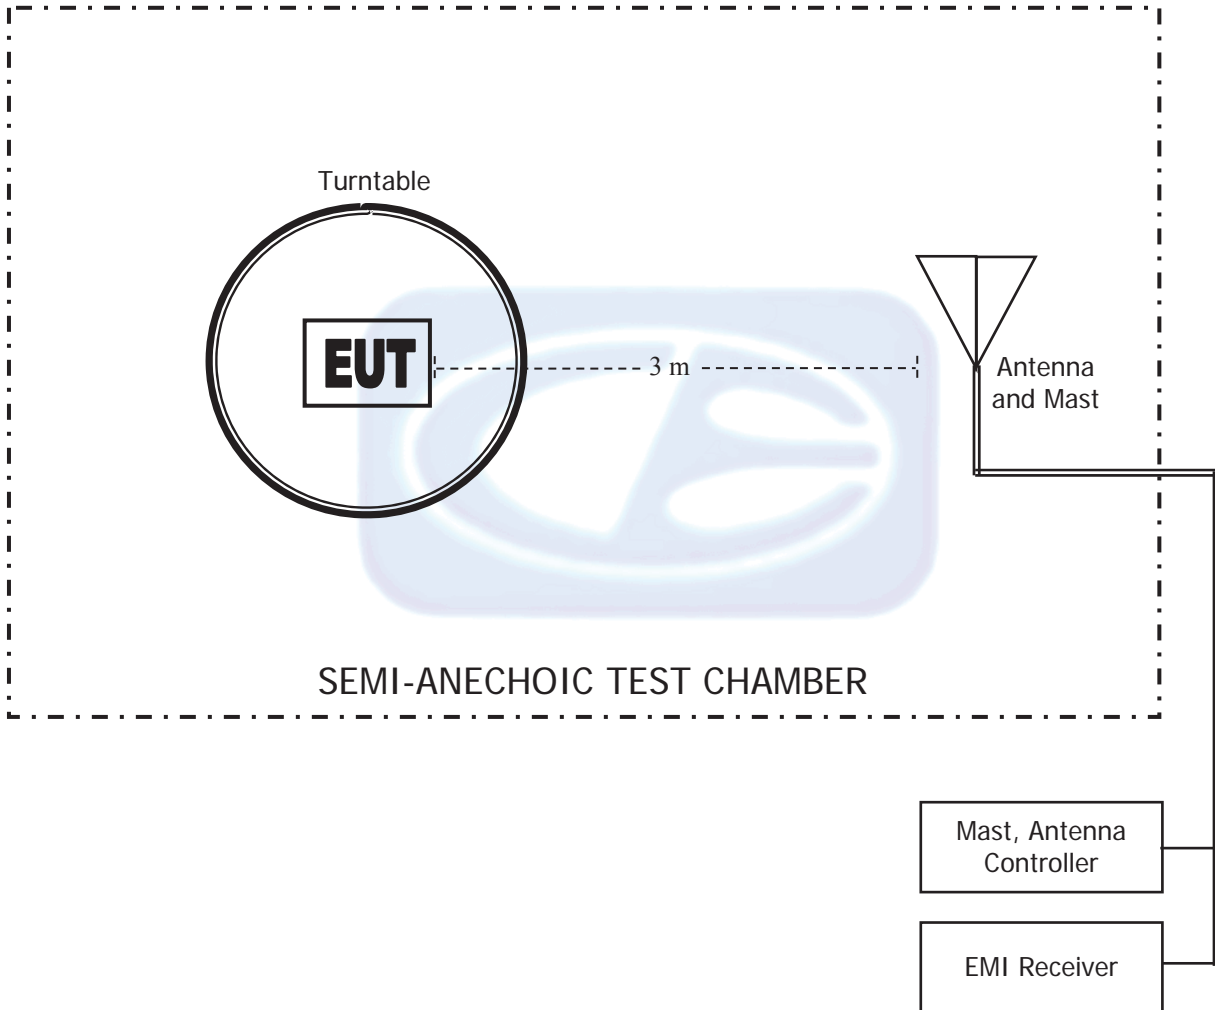 Turntable
EUT
3 m
Antenna
and Mast
SEMI-ANECHOIC TEST CHAMBER
Mast, Antenna
Controller
EMI Receiver